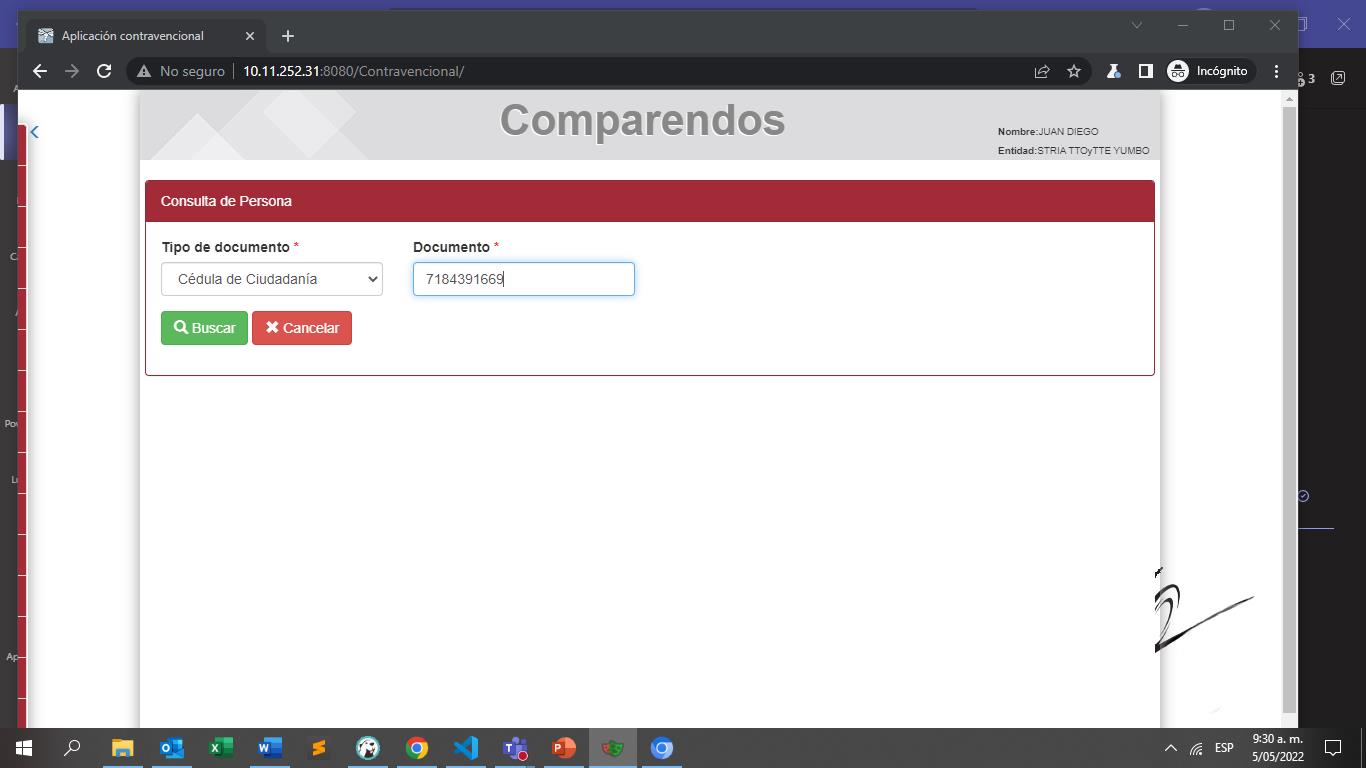 Aplicación contravencional
No seguro
10.11.252.31:8080/Contravencional/
Incógnito
3
Comparendos
Nombre:JUAN DIEGO
Entidad:STRIA TTOyTTE YUMBO
Consulta de Persona
Tipo de documento *
Documento *
Cédula de Ciudadanía
7184391669
Buscar
Cancelar
ESP
9:30 a. m.
5/05/2022